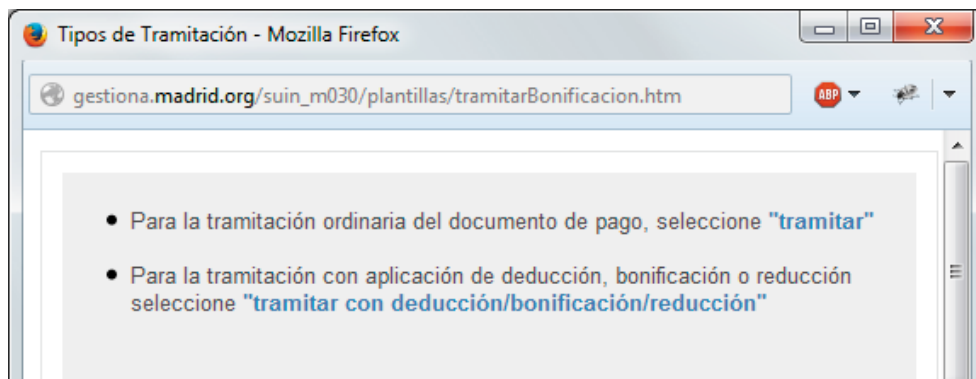 Tipos de Tramitación - Mozilla Firefox
gestiona.madrid.org/suin_m030/plantillas/tramitarBonificacion.htm
ABP
Para la tramitación ordinaria del documento de pago, seleccione "tramitar"
Para la tramitación con aplicación de deducción, bonificación o reducción
seleccione "tramitar con deducción/bonificación/reducción"